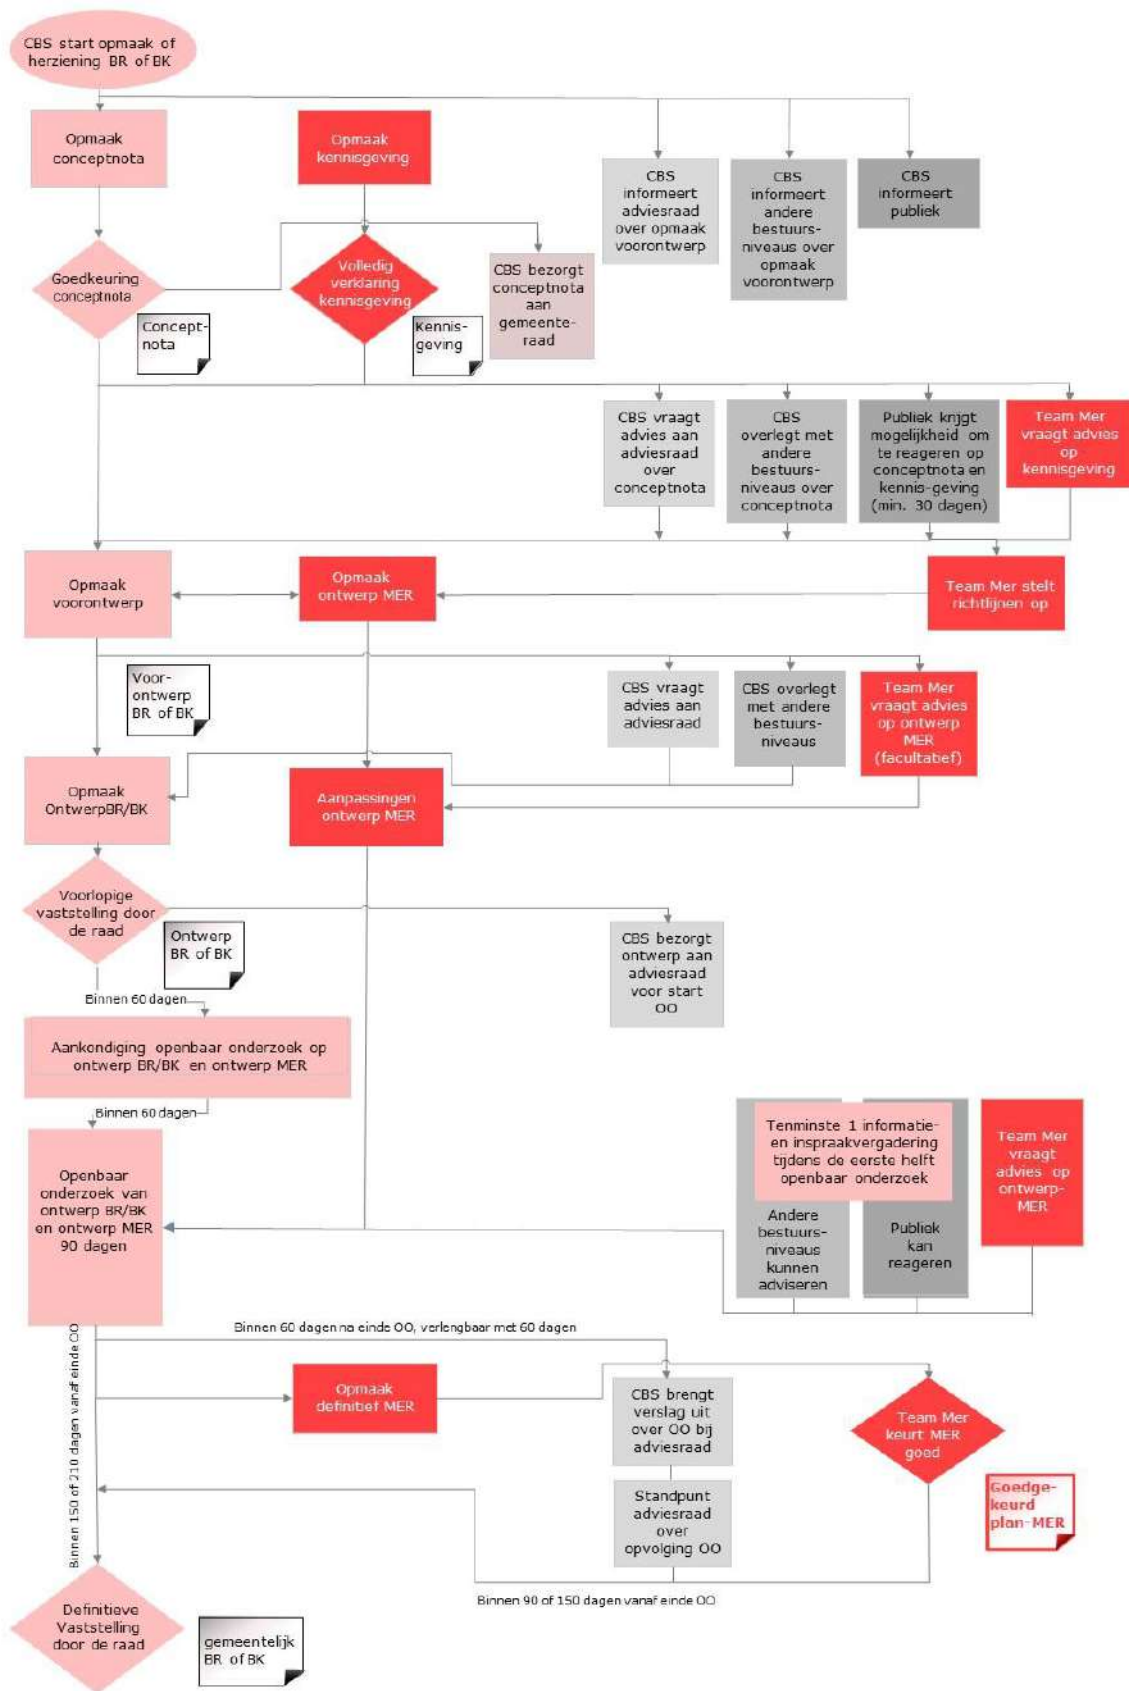 CBS start opmaak of
herziening BR of BK
Opmaak
conceptnota
Opmaak
kennisgeving
CBS
informeert
adviesraad
over opmaak
voorontwerp
CBS
informeert
andere
bestuurs-
niveaus over
opmaak
voorontwerp
CBS
informeert
publiek
Goedkeuring
conceptnota
Volledig
verklaring
kennisgeving
CBS bezorgt
conceptnota
aan
gemeente-
raad
Concept-
nota
Kennis-
geving
CBS vraagt
advies aan
adviesraad
over
conceptnota
CBS
overlegt met
andere
bestuurs-
niveaus over
conceptnota
Publiek krijgt
mogelijkheid om
te reageren op
conceptnota en
kennis-geving
(min. 30 dagen)
Team Mer
vraagt advies
op
kennisgeving
Opmaak
voorontwerp
Opmaak
ontwerp MER
Team Mer stelt
richtlijnen op
Voor-
ontwerp
BR of BK
CBS vraagt
advies aan
adviesraad
CBS overlegt
met andere
bestuurs-
niveaus
Team Mer
vraagt advies
op ontwerp
MER
(facultatief)
Opmaak
OntwerpBR/BK
Aanpassingen
ontwerp MER
Voorlopige
vaststelling door
de raad
Ontwerp
BR of BK
CBS bezorgt
ontwerp aan
adviesraad
voor start
OO
Binnen 60 dagen
Aankondiging openbaar onderzoek op
ontwerp BR/BK en ontwerp MER
Binnen 60 dagen
Openbaar
onderzoek van
ontwerp BR/BK
en ontwerp MER
90 dagen
Tenminste 1 informatie-
en inspraakvergadering
tijdens de eerste helft
openbaar onderzoek
Andere
bestuurs-
niveaus
kunnen
adviseren
Publiek
kan
reageren
Team Mer
vraagt
advies op
ontwerp-
MER
Binnen 60 dagen na einde OO, verlengbaar met 60 dagen
Binnen 150 of 210 dagen vanaf einde OO
Opmaak
definitief MER
CBS brengt
verslag uit
over OO bij
adviesraad
Team Mer
keurt MER
goed
Standpunt
adviesraad
over
opvolging OO
Goedge-
keurd
plan-MER
Binnen 90 of 150 dagen vanaf einde OO
Definitieve
Vaststelling
door de raad
gemeentelijk
BR of BK